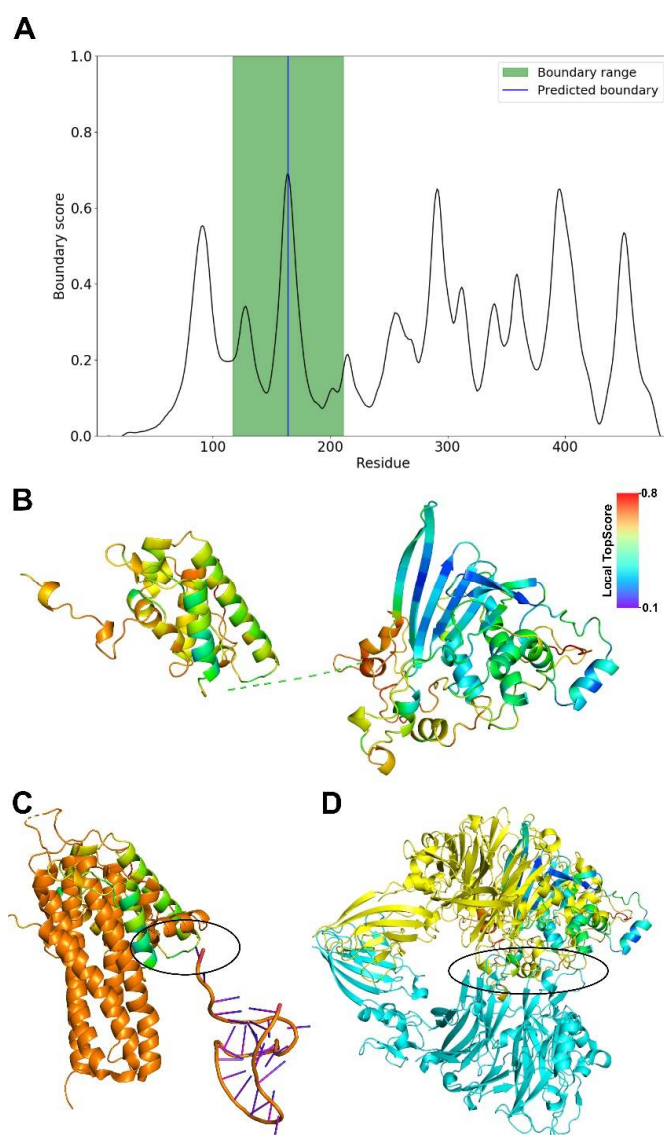 A
1.0
0.8
0.6
0.4
0.2
0.0
Boundary score
Boundary range
Predicted boundary
100
200
300
400
Residue
B
0.8
Local TopScore
0.1
C
D